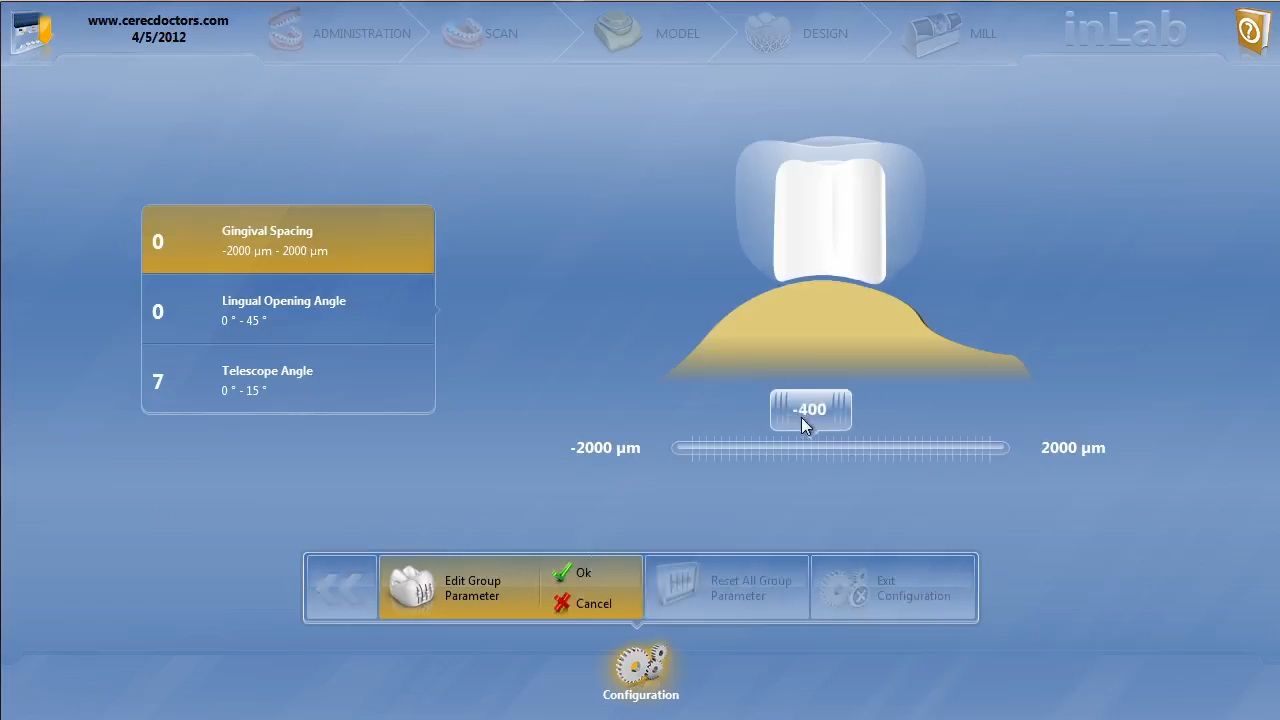 www.cerecdoctors.com
4/5/2012
ADMINISTRATION
SCAN
MODEL
DESIGN
MILL
inLab
?
0
Gingival Spacing
-2000 µm - 2000 µm
0
Lingual Opening Angle
0 ° - 45 °
7
Telescope Angle
0 ° - 15 °
-400
-2000 µm
2000 µm
Edit Group
Parameter
Ok
Cancel
Reset All Group
Parameter
Exit
Configuration
Configuration